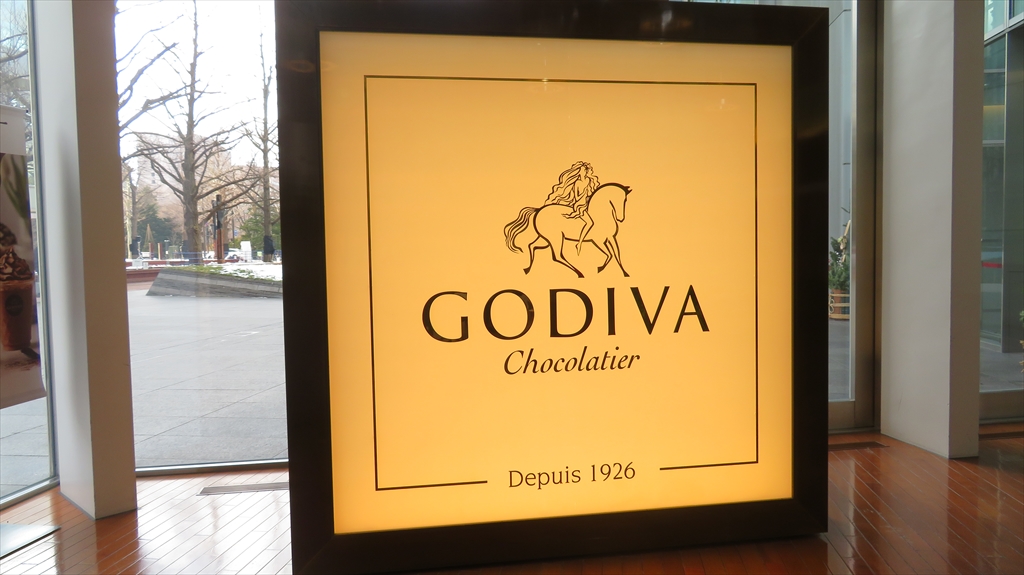 GODIVA
Chocolatier
Depuis 1926